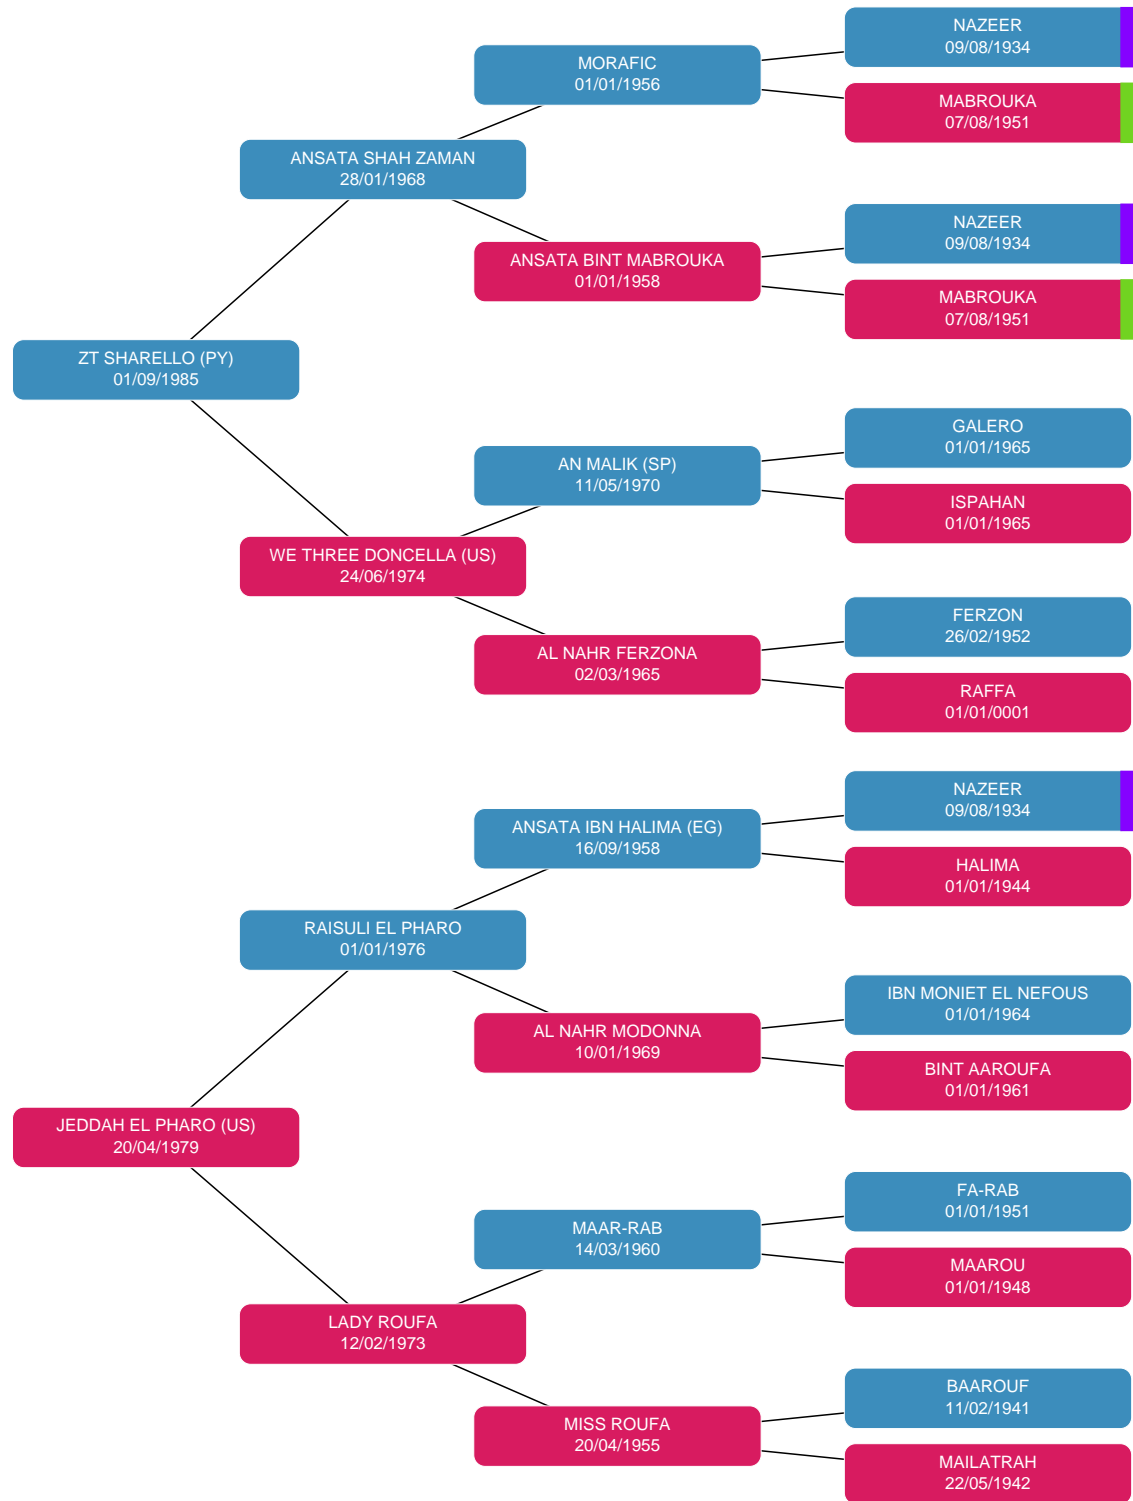 NAZEER
09/08/1934
MORAFIC
01/01/1956
MABROUKA
07/08/1951
ANSATA SHAH ZAMAN
28/01/1968
NAZEER
09/08/1934
ANSATA BINT MABROUKA
01/01/1958
MABROUKA
07/08/1951
ZT SHARELLO (PY)
01/09/1985
GALERO
01/01/1965
AN MALIK (SP)
11/05/1970
ISPAHAN
01/01/1965
WE THREE DONCELLA (US)
24/06/1974
FERZON
26/02/1952
AL NAHR FERZONA
02/03/1965
RAFFA
01/01/0001
NAZEER
09/08/1934
ANSATA IBN HALIMA (EG)
16/09/1958
HALIMA
01/01/1944
RAISULI EL PHARO
01/01/1976
IBN MONIET EL NEFOUS
01/01/1964
AL NAHR MODONNA
10/01/1969
BINT AAROUFA
01/01/1961
JEDDAH EL PHARO (US)
20/04/1979
FA-RAB
01/01/1951
MAAR-RAB
14/03/1960
MAAROU
01/01/1948
LADY ROUFA
12/02/1973
BAAROUF
11/02/1941
MISS ROUFA
20/04/1955
MAILATRAH
22/05/1942